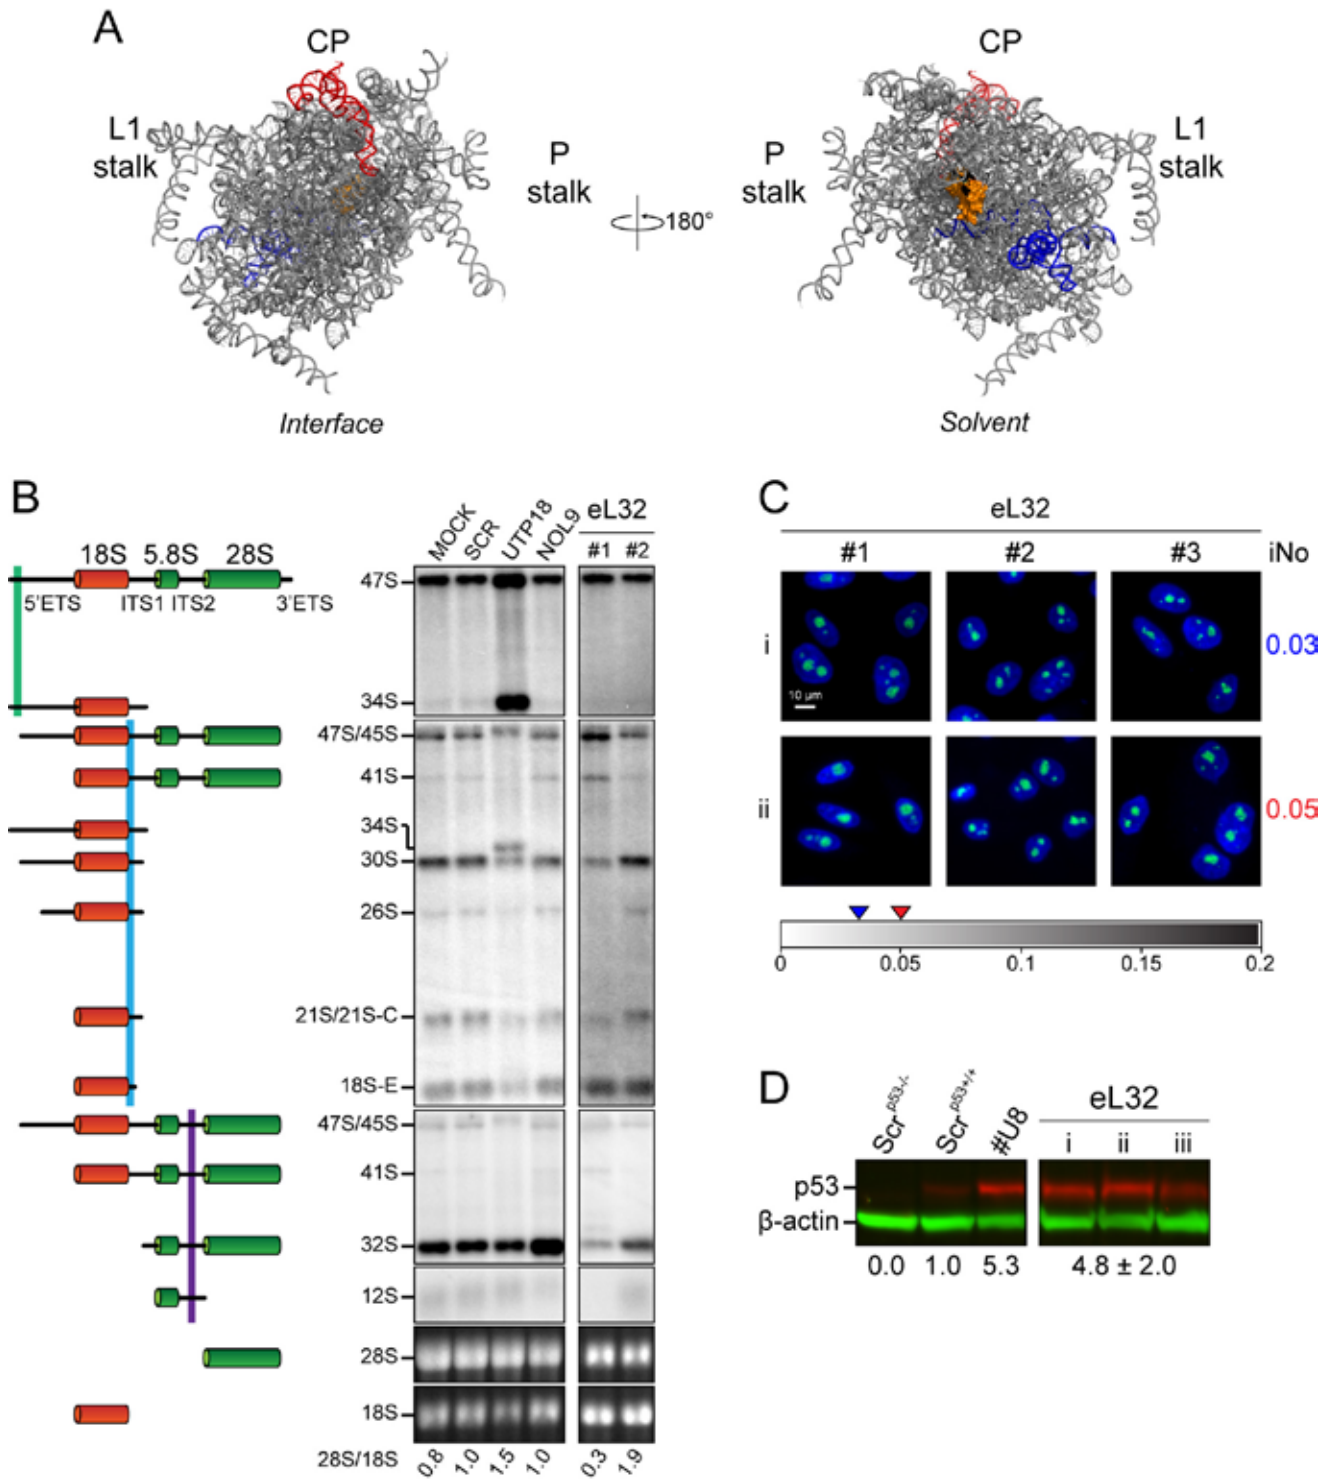 A
CP
CP
L1
stalk
P
stalk
180°
P
stalk
L1
stalk
Interface
Solvent
B
MOCK
SCR
UTP18
NOL9
eL32
#1 #2
18S 5.8S 28S
5'ETS ITS1 ITS2 3'ETS
47S
34S
47S/45S
41S
34S
30S
26S
21S/21S-C
18S-E
47S/45S
41S
32S
12S
28S
18S
28S/18S 0.8 1.0 1.5 1.0 0.3 1.9
C
eL32
#1 #2 #3 iNo
i
10 µm
0.03
ii
0.05
0 0.05 0.1 0.15 0.2
D
Scr p53-/-
Scr p53+/+
#U8
eL32
i ii iii
p53
β-actin
0.0 1.0 5.3 4.8 ± 2.0